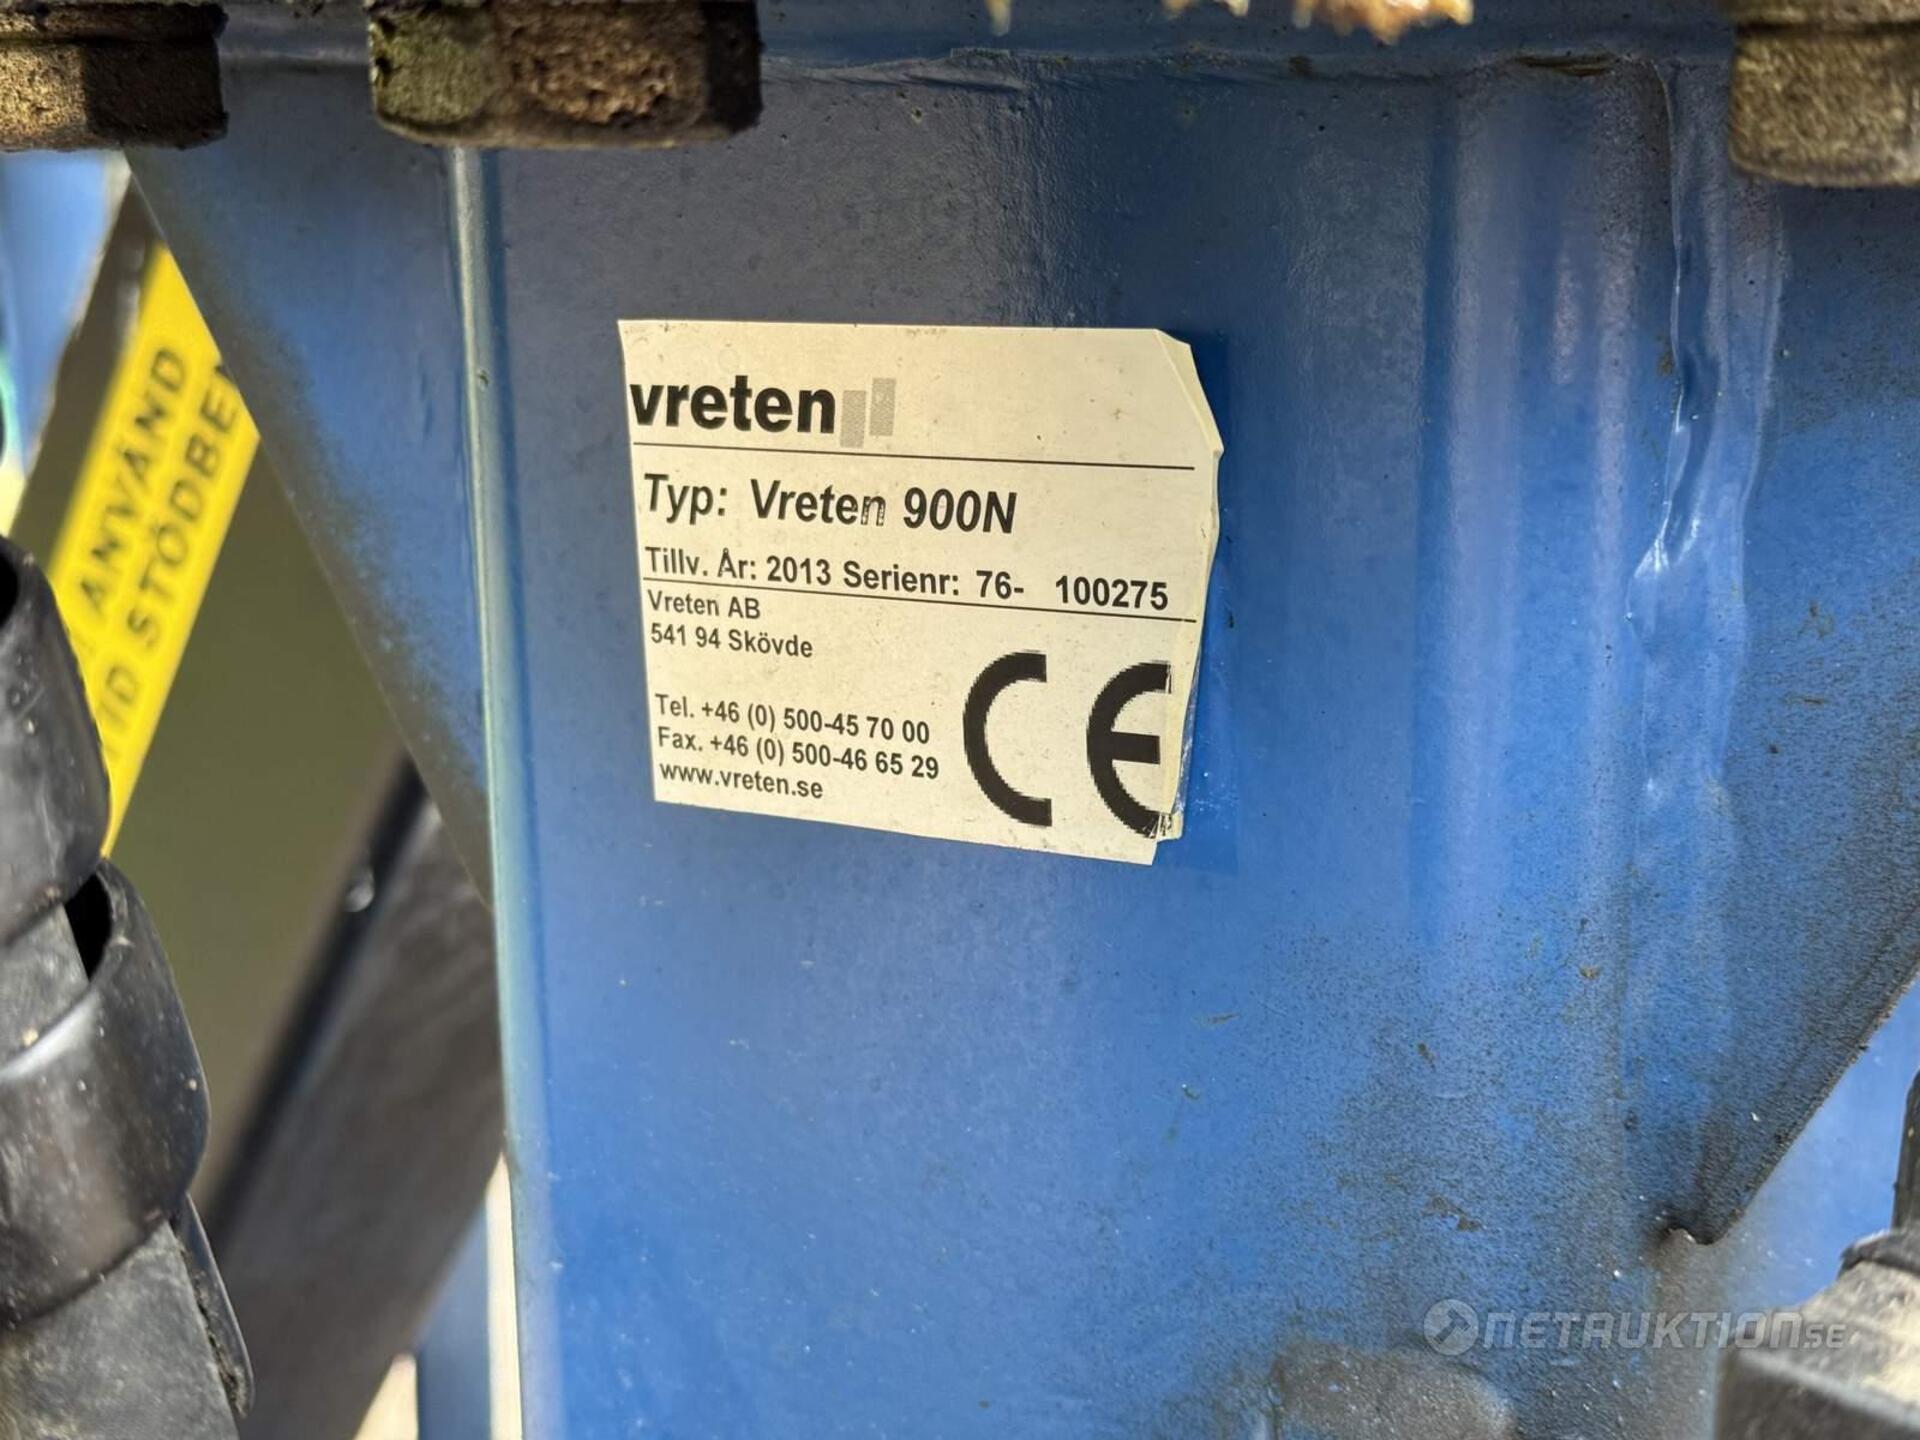 vreten
Typ: Vreten 900N
Tillv. År: 2013 Serienr: 76- 100275
Vreten AB
541 94 Skövde
Tel. +46 (0) 500-45 70 00
Fax. +46 (0) 500-46 65 29
www.vreten.se
CE
ANVÄND
STÖDBEN
NETAUKTION.SE